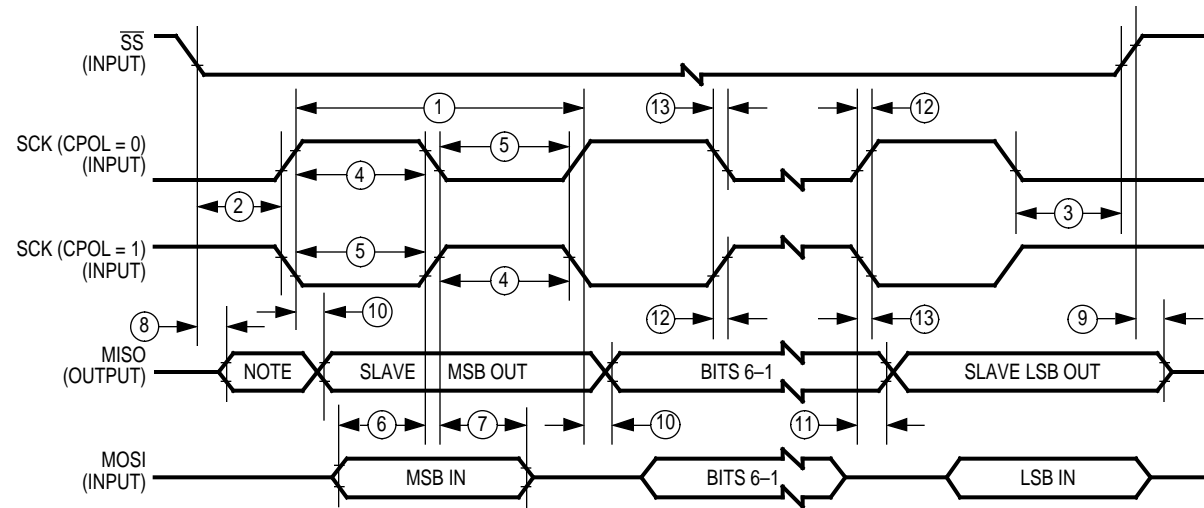 SS
(INPUT)
1
13
12
SCK (CPOL = 0)
(INPUT)
5
4
2
3
SCK (CPOL = 1)
(INPUT)
5
4
8
10
12
13
9
MISO
(OUTPUT)
NOTE
SLAVE MSB OUT
BITS 6–1
SLAVE LSB OUT
6
7
10
11
MOSI
(INPUT)
MSB IN
BITS 6–1
LSB IN